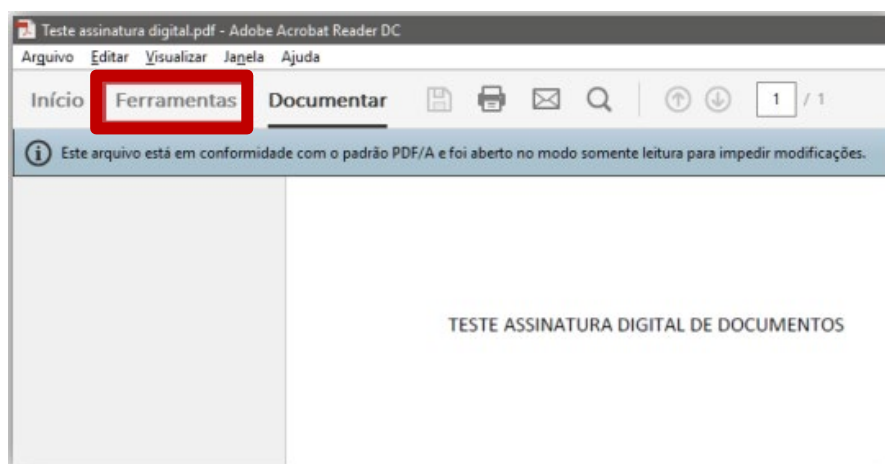 Teste assinatura digital.pdf - Adobe Acrobat Reader DC
Arquivo Editar Visualizar Janela Ajuda
Início Ferramentas Documentar 1 / 1
Este arquivo está em conformidade com o padrão PDF/A e foi aberto no modo somente leitura para impedir modificações.
TESTE ASSINATURA DIGITAL DE DOCUMENTOS